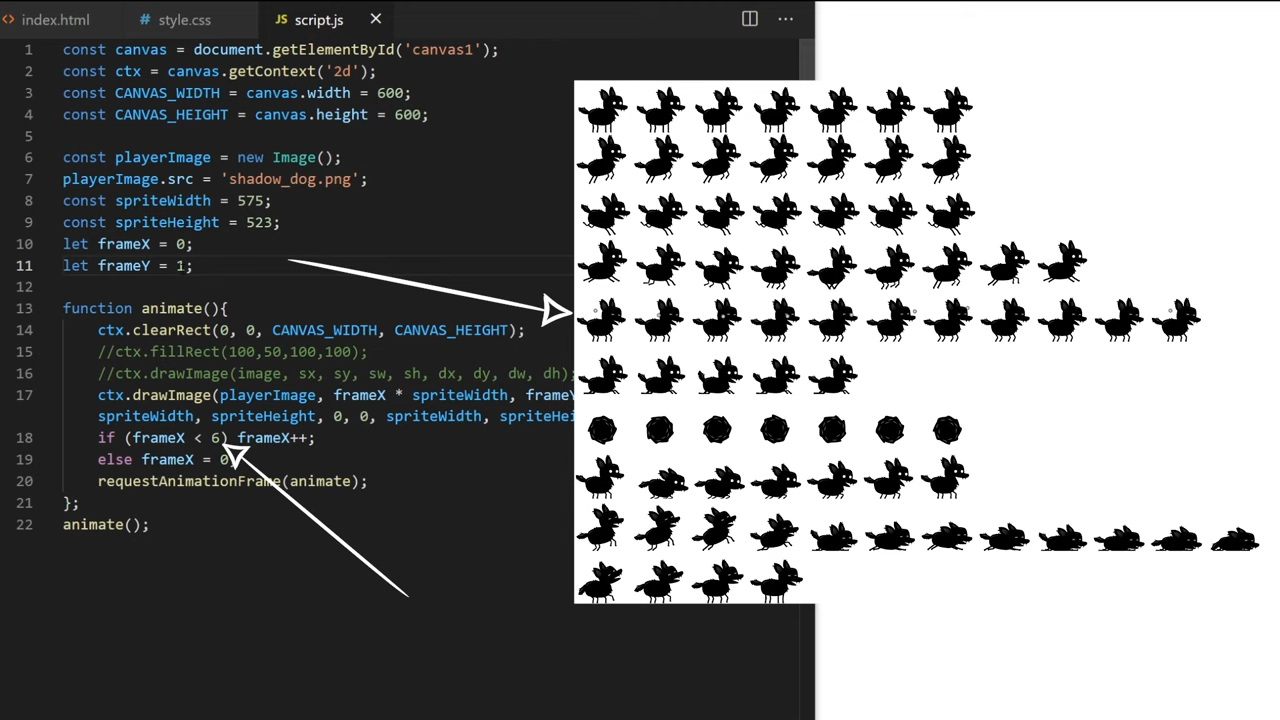 index.html
# style.css
JS script.js
1 const canvas = document.getElementById('canvas1');
2 const ctx = canvas.getContext('2d');
3 const CANVAS_WIDTH = canvas.width = 600;
4 const CANVAS_HEIGHT = canvas.height = 600;
5
6 const playerImage = new Image();
7 playerImage.src = 'shadow_dog.png';
8 const spriteWidth = 575;
9 const spriteHeight = 523;
10 let frameX = 0;
11 let frameY = 1;
12
13 function animate(){
14 ctx.clearRect(0, 0, CANVAS_WIDTH, CANVAS_HEIGHT);
15 //ctx.fillRect(100,50,100,100);
16 //ctx.drawImage(image, sx, sy, sw, sh, dx, dy, dw, dh);
17 ctx.drawImage(playerImage, frameX * spriteWidth, frameY
spriteWidth, spriteHeight, 0, 0, spriteWidth, spriteHei
18 if (frameX < 6) frameX++;
19 else frameX = 0
20 requestAnimationFrame(animate);
21 };
22 animate();